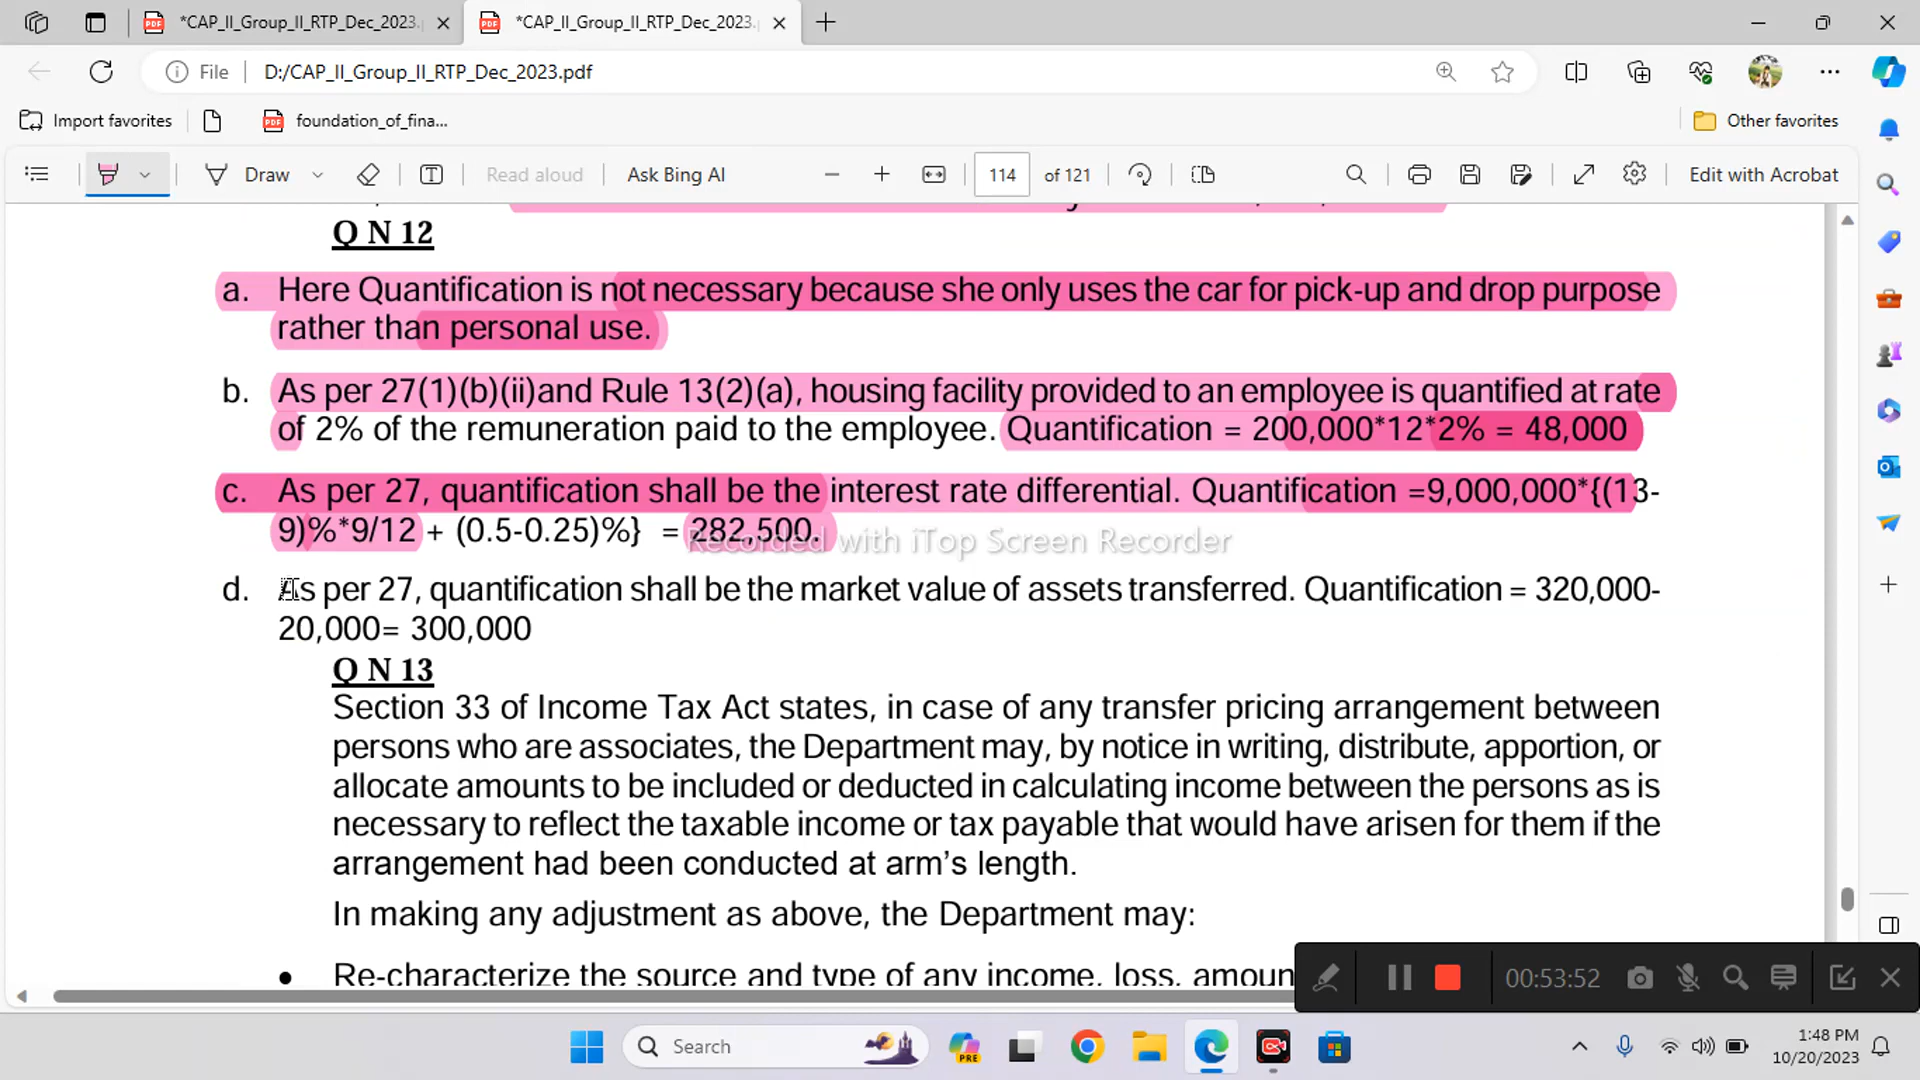 *CAP_II_Group_II_RTP_Dec_2023.
*CAP_II_Group_II_RTP_Dec_2023.
File
D:/CAP_II_Group_II_RTP_Dec_2023.pdf
Import favorites
foundation_of_fina...
Other favorites
Draw
Read aloud
Ask Bing AI
114
of 121
Edit with Acrobat
Q N 12
a. Here Quantification is not necessary because she only uses the car for pick-up and drop purpose
rather than personal use.
b. As per 27(1)(b)(ii)and Rule 13(2)(a), housing facility provided to an employee is quantified at rate
of 2% of the remuneration paid to the employee. Quantification = 200,000*12*2% = 48,000
c. As per 27, quantification shall be the interest rate differential. Quantification =9,000,000*{(13-
9)%*9/12 + (0.5-0.25)%} = 282,500.
Recorded with iTop Screen Recorder
d. As per 27, quantification shall be the market value of assets transferred. Quantification = 320,000-
20,000= 300,000
Q N 13
Section 33 of Income Tax Act states, in case of any transfer pricing arrangement between
persons who are associates, the Department may, by notice in writing, distribute, apportion, or
allocate amounts to be included or deducted in calculating income between the persons as is
necessary to reflect the taxable income or tax payable that would have arisen for them if the
arrangement had been conducted at arm's length.
In making any adjustment as above, the Department may:
• Re-characterize the source and type of any income, loss, amoun
00:53:52
Search
PRE
1:48 PM
10/20/2023